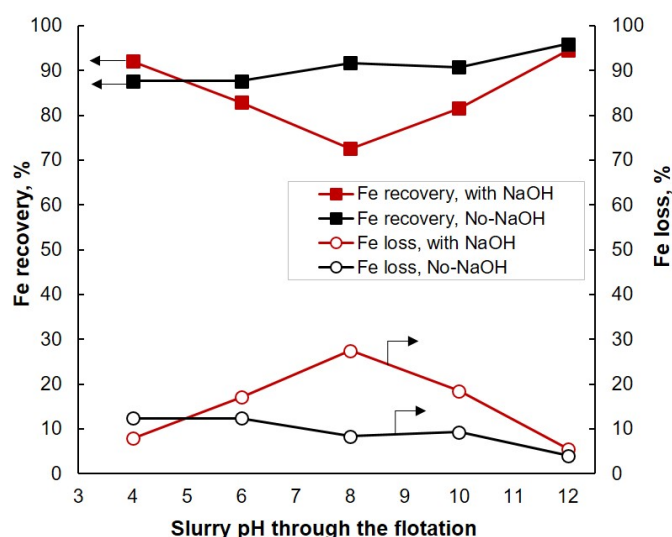 100
90
80
70
60
50
40
30
20
10
0
Fe recovery, %
3 4 5 6 7 8 9 10 11 12
Slurry pH through the flotation
100
90
80
70
60
50
40
30
20
10
0
Fe loss, %
Fe recovery, with NaOH
Fe recovery, No-NaOH
Fe loss, with NaOH
Fe loss, No-NaOH